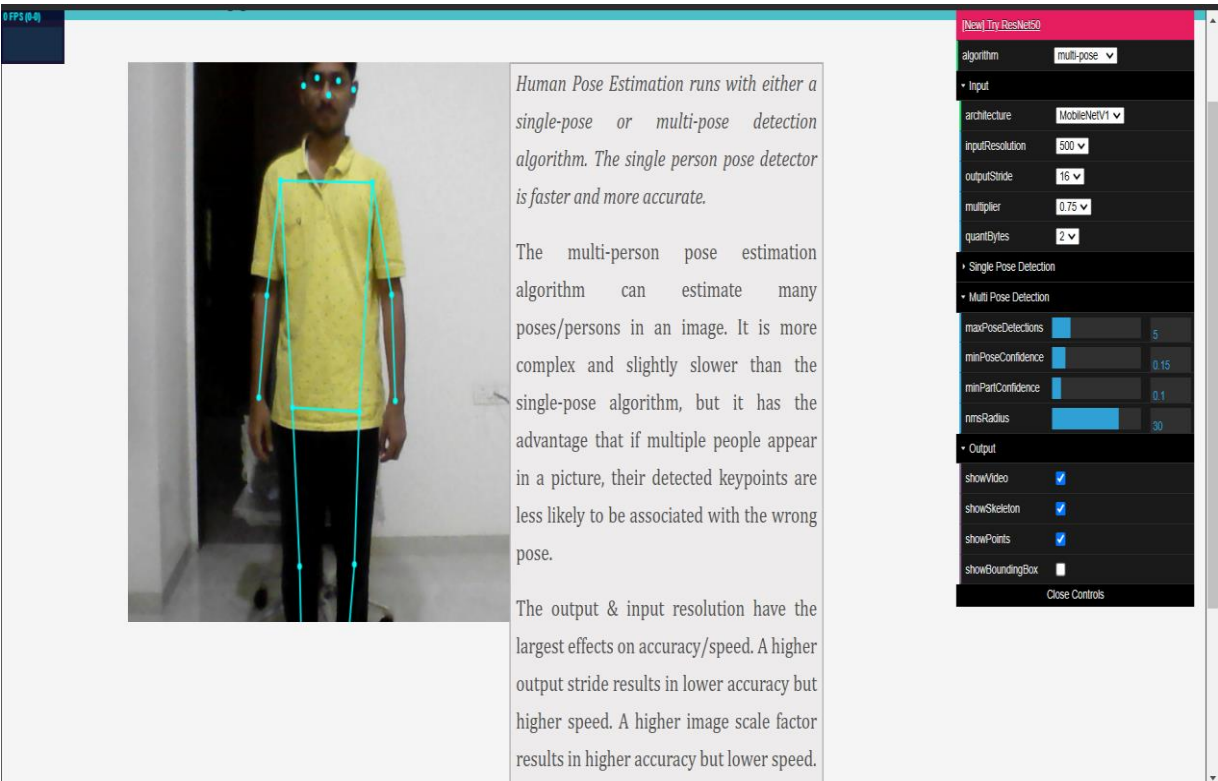 0 FPS (0-0)
Human Pose Estimation runs with either a
single-pose or multi-pose detection
algorithm. The single person pose detector
is faster and more accurate.
The multi-person pose estimation
algorithm can estimate many
poses/persons in an image. It is more
complex and slightly slower than the
single-pose algorithm, but it has the
advantage that if multiple people appear
in a picture, their detected keypoints are
less likely to be associated with the wrong
pose.
The output & input resolution have the
largest effects on accuracy/speed. A higher
output stride results in lower accuracy but
higher speed. A higher image scale factor
results in higher accuracy but lower speed.
[New] Try ResNet50
algorithm multi-pose
Input
architecture MobileNetV1
inputResolution 500
outputStride 16
multiplier 0.75
quantBytes 2
Single Pose Detection
Multi Pose Detection
maxPoseDetections 5
minPoseConfidence 0.15
minPartConfidence 0.1
nmsRadius 30
Output
showVideo
showSkeleton
showPoints
showBoundingBox
Close Controls